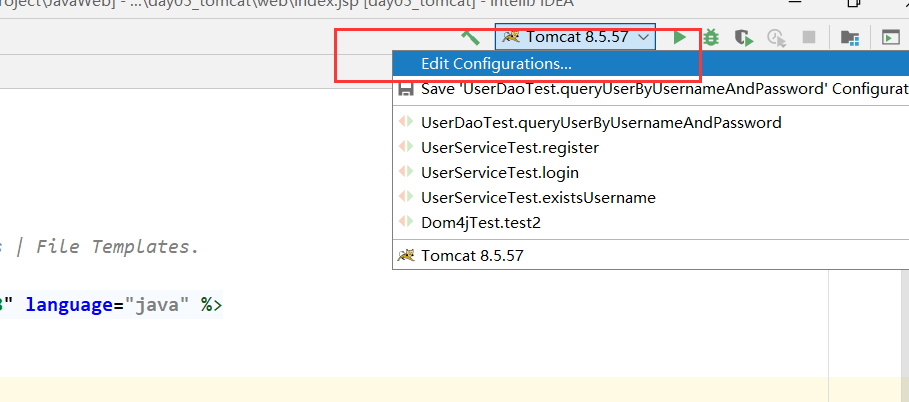 roject\JavaWeb] - ...\day05_tomcat\web\index.jsp [day05_tomcat] - IntelliJ IDEA
Tomcat 8.5.57
Edit Configurations...
Save 'UserDaoTest.queryUserByUsernameAndPassword' Configurat
UserDaoTest.queryUserByUsernameAndPassword
UserServiceTest.register
UserServiceTest.login
UserServiceTest.existsUsername
Dom4jTest.test2
s | File Templates.
Tomcat 8.5.57
8" language="java" %>